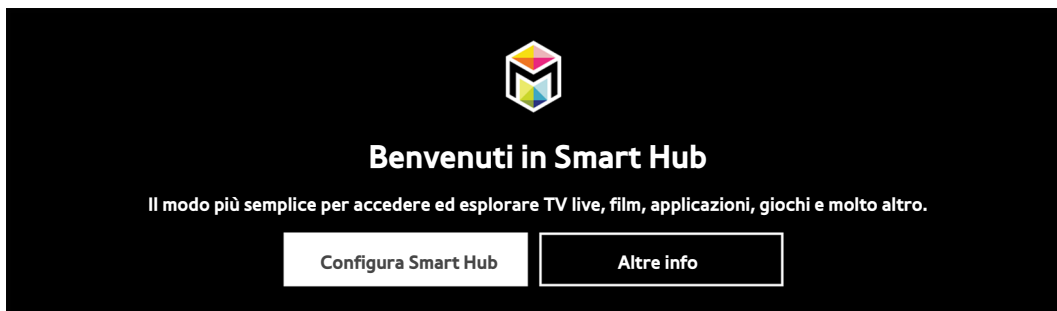 Benvenuti in Smart Hub
Il modo più semplice per accedere ed esplorare TV live, film, applicazioni, giochi e molto altro.
Configura Smart Hub
Altre info